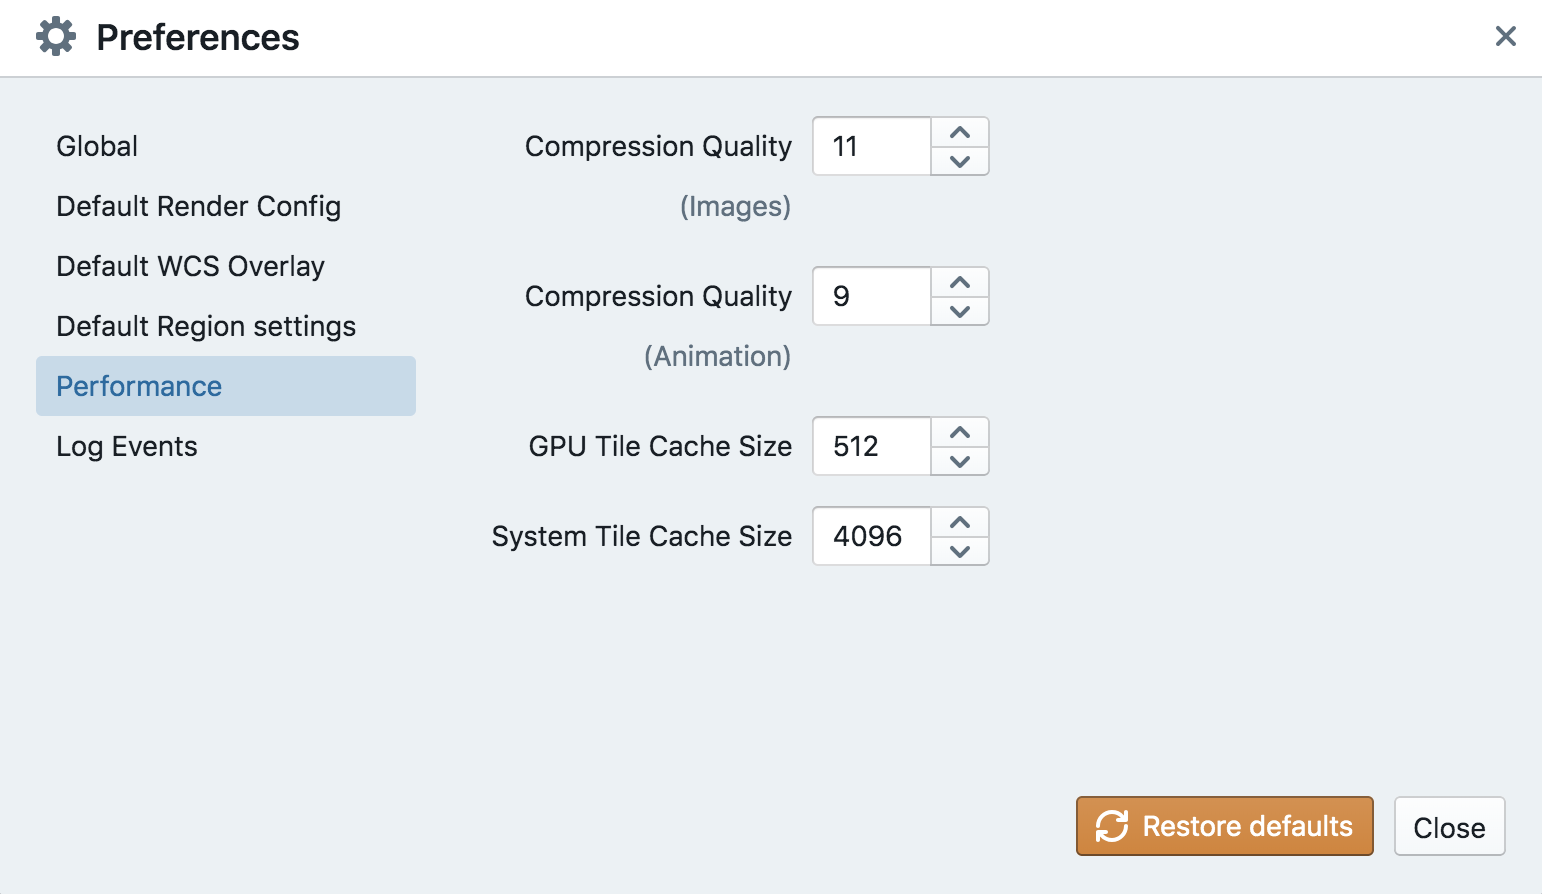 Preferences
Global
Default Render Config
Default WCS Overlay
Default Region settings
Performance
Log Events
Compression Quality 11
(Images)
Compression Quality 9
(Animation)
GPU Tile Cache Size 512
System Tile Cache Size 4096
Restore defaults
Close